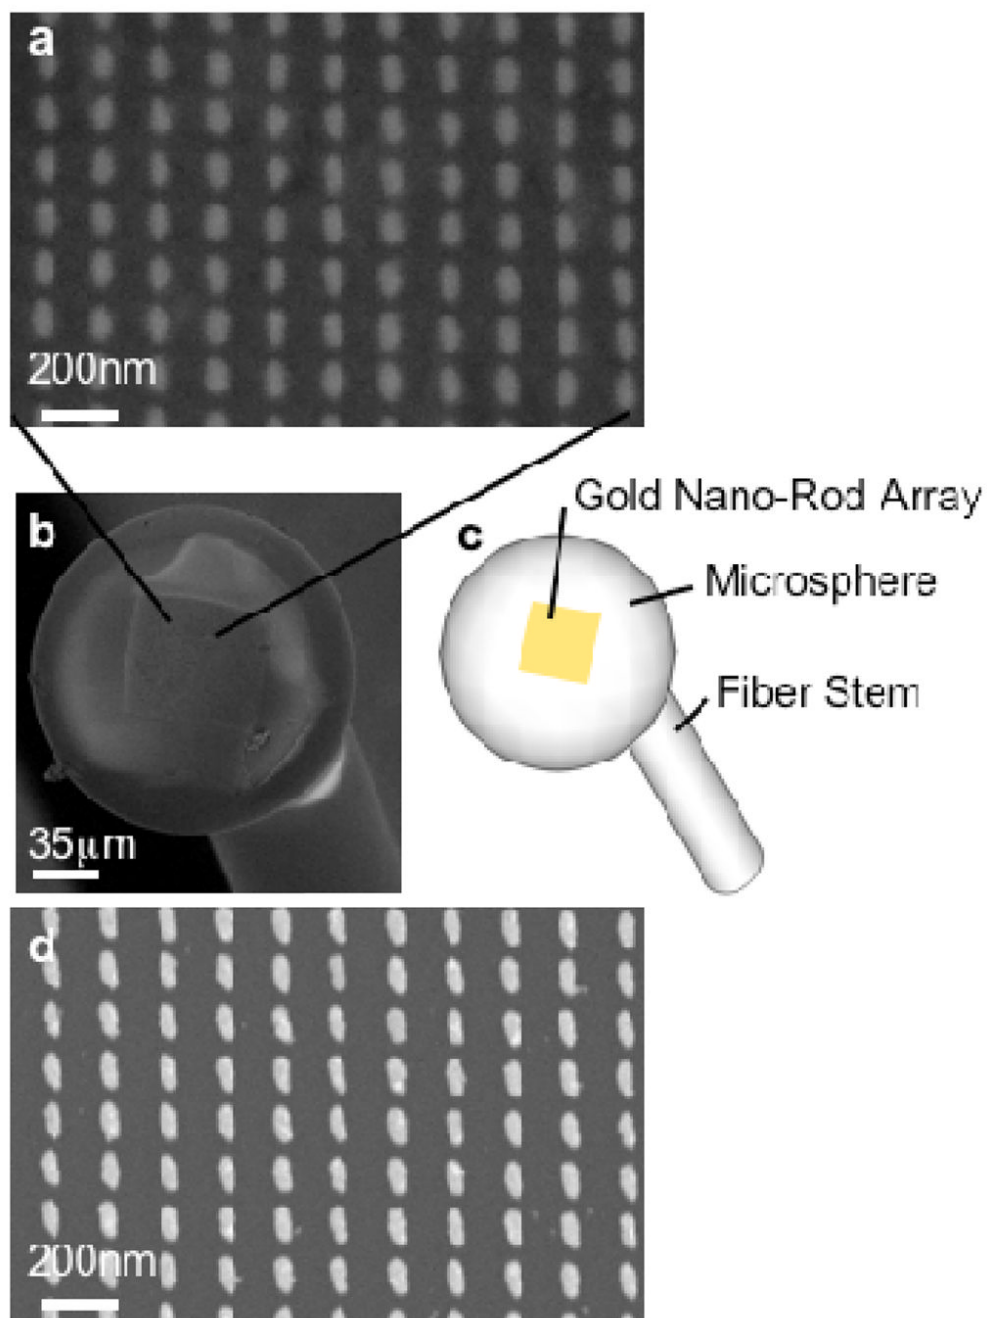 a
200nm
b
35μm
c
Gold Nano-Rod Array
Microsphere
Fiber Stem
d
200nm